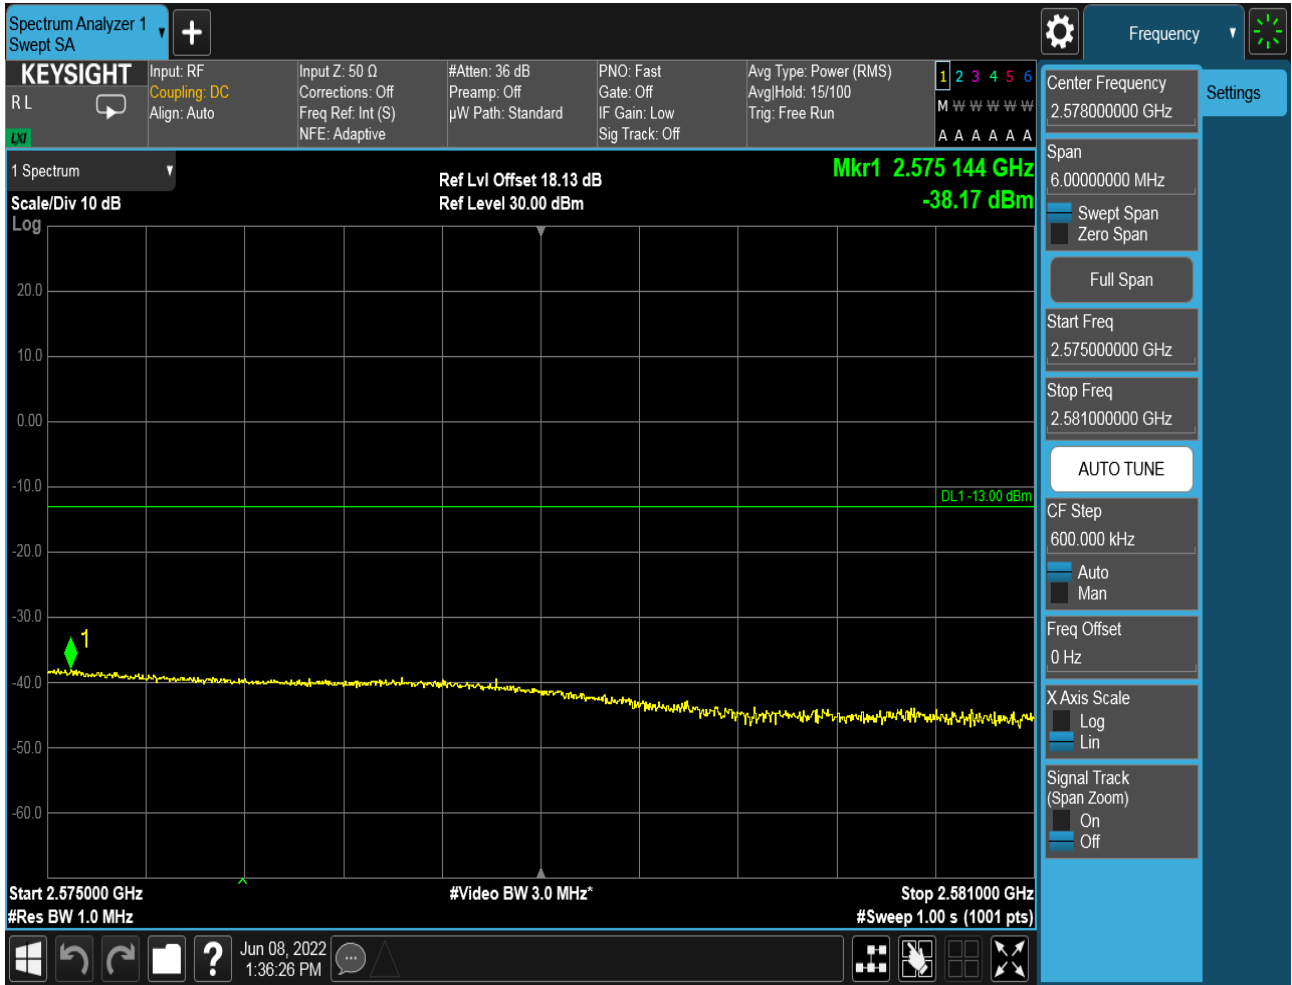 Spectrum Analyzer 1
Swept SA
Frequency
KEYSIGHT
R L
LXI
Input: RF
Coupling: DC
Align: Auto
Input Z: 50 Ω
Corrections: Off
Freq Ref: Int (S)
NFE: Adaptive
#Atten: 36 dB
Preamp: Off
µW Path: Standard
PNO: Fast
Gate: Off
IF Gain: Low
Sig Track: Off
Avg Type: Power (RMS)
Avg|Hold: 15/100
Trig: Free Run
1 2 3 4 5 6
M W W W W W
A A A A A A
1 Spectrum
Scale/Div 10 dB
Log
Ref Lvl Offset 18.13 dB
Ref Level 30.00 dBm
Mkr1 2.575 144 GHz
-38.17 dBm
20.0
10.0
0.00
-10.0
-20.0
-30.0
-40.0
-50.0
-60.0
DL1 -13.00 dBm
1
Start 2.575000 GHz
#Res BW 1.0 MHz
#Video BW 3.0 MHz*
Stop 2.581000 GHz
#Sweep 1.00 s (1001 pts)
Jun 08, 2022
1:36:26 PM
Center Frequency
2.578000000 GHz
Settings
Span
6.00000000 MHz
Swept Span
Zero Span
Full Span
Start Freq
2.575000000 GHz
Stop Freq
2.581000000 GHz
AUTO TUNE
CF Step
600.000 kHz
Auto
Man
Freq Offset
0 Hz
X Axis Scale
Log
Lin
Signal Track
(Span Zoom)
On
Off